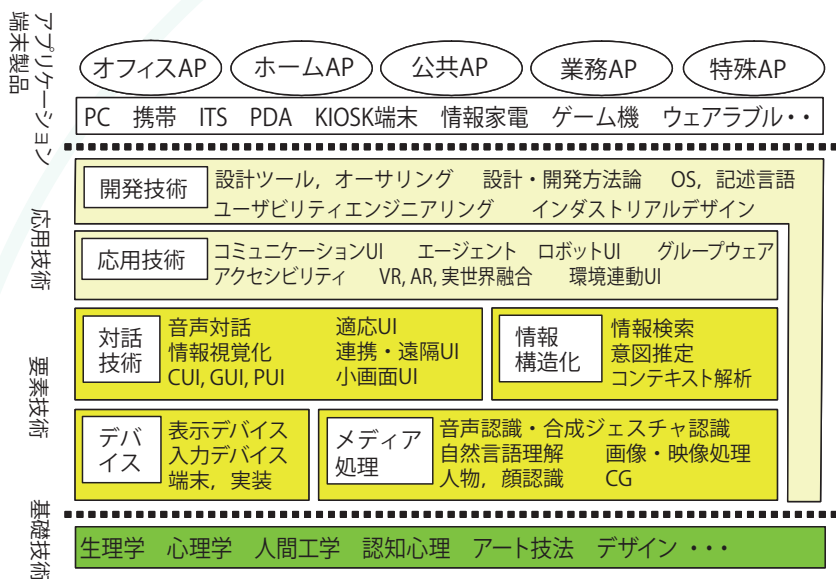 アプリケーション
端末製品
オフィスAP ホームAP 公共AP 業務AP 特殊AP
PC 携帯 ITS PDA KIOSK端末 情報家電 ゲーム機 ウェアラブル・・
応用技術
開発技術
設計ツール，オーサリング 設計・開発方法論 OS，記述言語
ユーザビリティエンジニアリング インダストリアルデザイン
応用技術
コミュニケーションUI エージェント ロボットUI グループウェア
アクセシビリティ VR, AR, 実世界融合 環境連動UI
要素技術
対話
技術
音声対話 適応UI
情報視覚化 連携・遠隔UI
CUI, GUI, PUI 小画面UI
情報
構造化
情報検索
意図推定
コンテキスト解析
デバ
イス
表示デバイス
入力デバイス
端末，実装
メディア
処理
音声認識・合成ジェスチャ認識
自然言語理解 画像・映像処理
人物，顔認識 CG
基礎技術
生理学 心理学 人間工学 認知心理 アート技法 デザイン ・・・